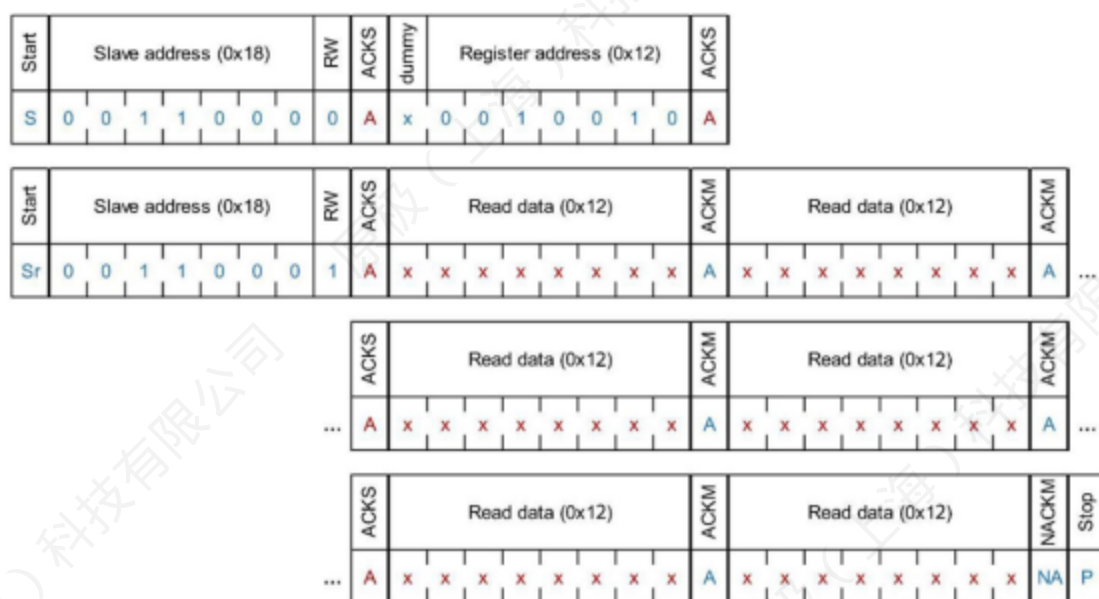 Start Slave address (0x18) RW ACKS dummy Register address (0x12) ACKS
S 0 0 1 1 0 0 0 0 A x 0 0 1 0 0 1 0 A
Start Slave address (0x18) RW ACKS Read data (0x12) ACKM Read data (0x12) ACKM
Sr 0 0 1 1 0 0 0 1 A x x x x x x x x A x x x x x x x x A ...
ACKS Read data (0x12) ACKM Read data (0x12) ACKM
... A x x x x x x x x A x x x x x x x x A ...
ACKS Read data (0x12) ACKM Read data (0x12) NACKM Stop
... A x x x x x x x x A x x x x x x x x NA P